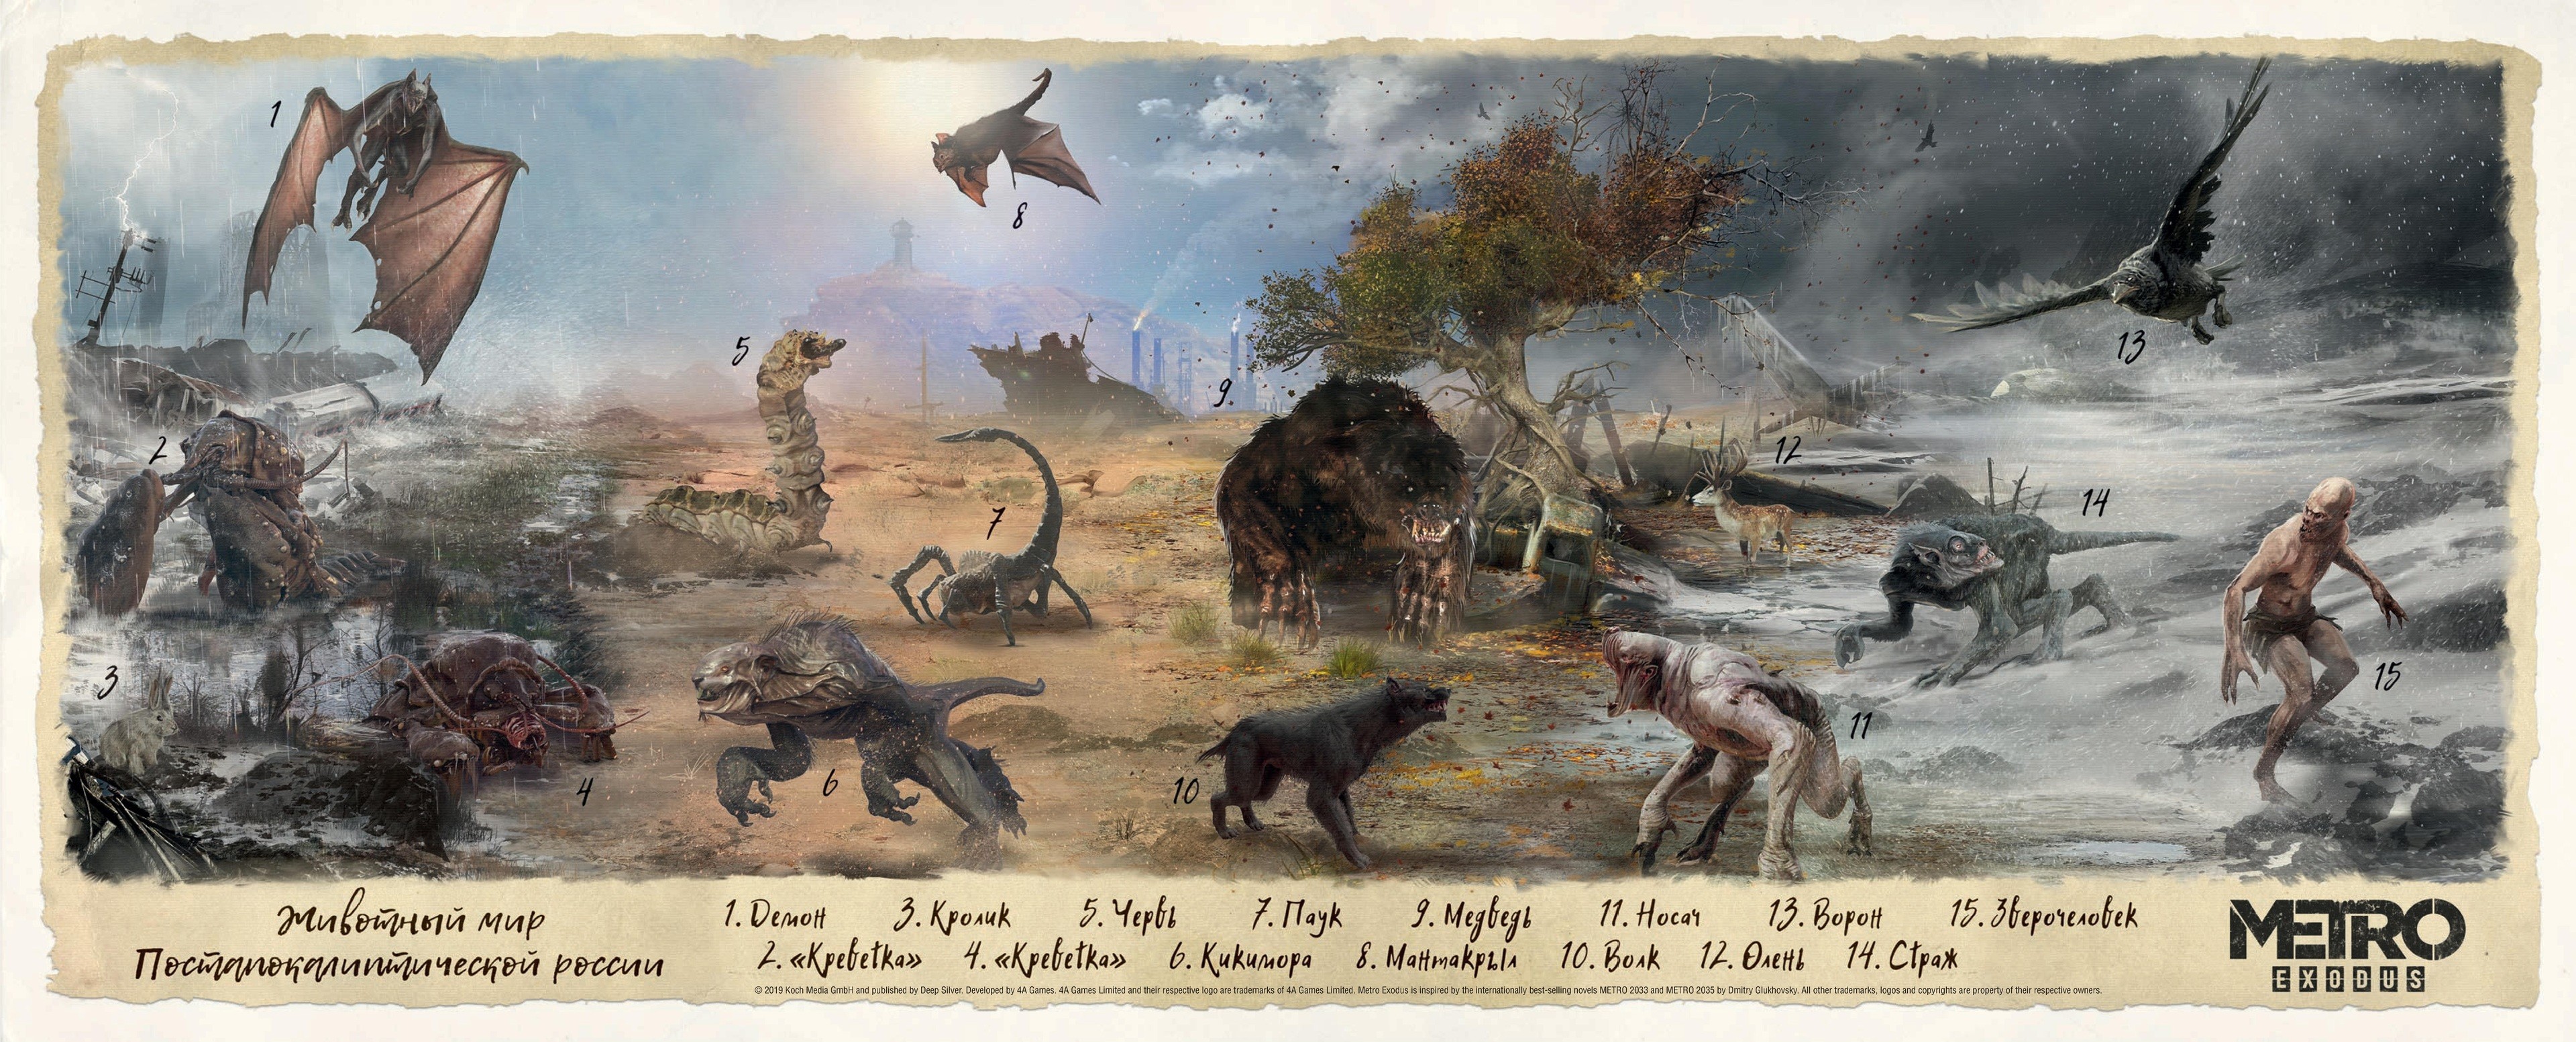 1
8
5
9.
13
2
12
7
14
3
15
11
4
6
10
Животный мир
Постапокалиптической россии
1. Демон 3. Кролик 5. Червь 7. Паук 9. Медведь 11. Носач 13. Ворон 15. Зверочеловек
2. «Креветка» 4. «Креветка» 6. Кикимора 8. Мантакрыл 10. Волк 12. Олень 14. Страж
METRO
EXODUS
© 2019 Koch Media GmbH and published by Deep Silver. Developed by 4A Games. 4A Games Limited and their respective logo are trademarks of 4A Games Limited. Metro Exodus is inspired by the internationally best-selling novels METRO 2033 and METRO 2035 by Dmitry Glukhovsky. All other trademarks, logos and copyrights are property of their respective owners.